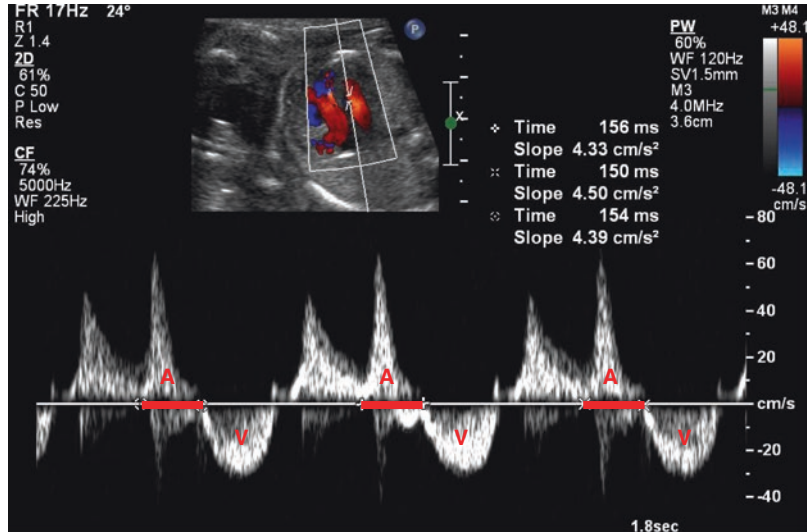 FR 17Hz 24°
R1
Z 1.4
2D
61%
C 50
P Low
Res
CF
74%
5000Hz
WF 225Hz
High
P
X
M3 M4
PW
60%
WF 120Hz
SV1.5mm
M3
4.0MHz
3.6cm
+48.1
-48.1
cm/s
Time 156 ms
Slope 4.33 cm/s²
Time 150 ms
Slope 4.50 cm/s²
Time 154 ms
Slope 4.39 cm/s²
80
60
40
20
cm/s
-20
-40
A A A
V V V
1.8sec